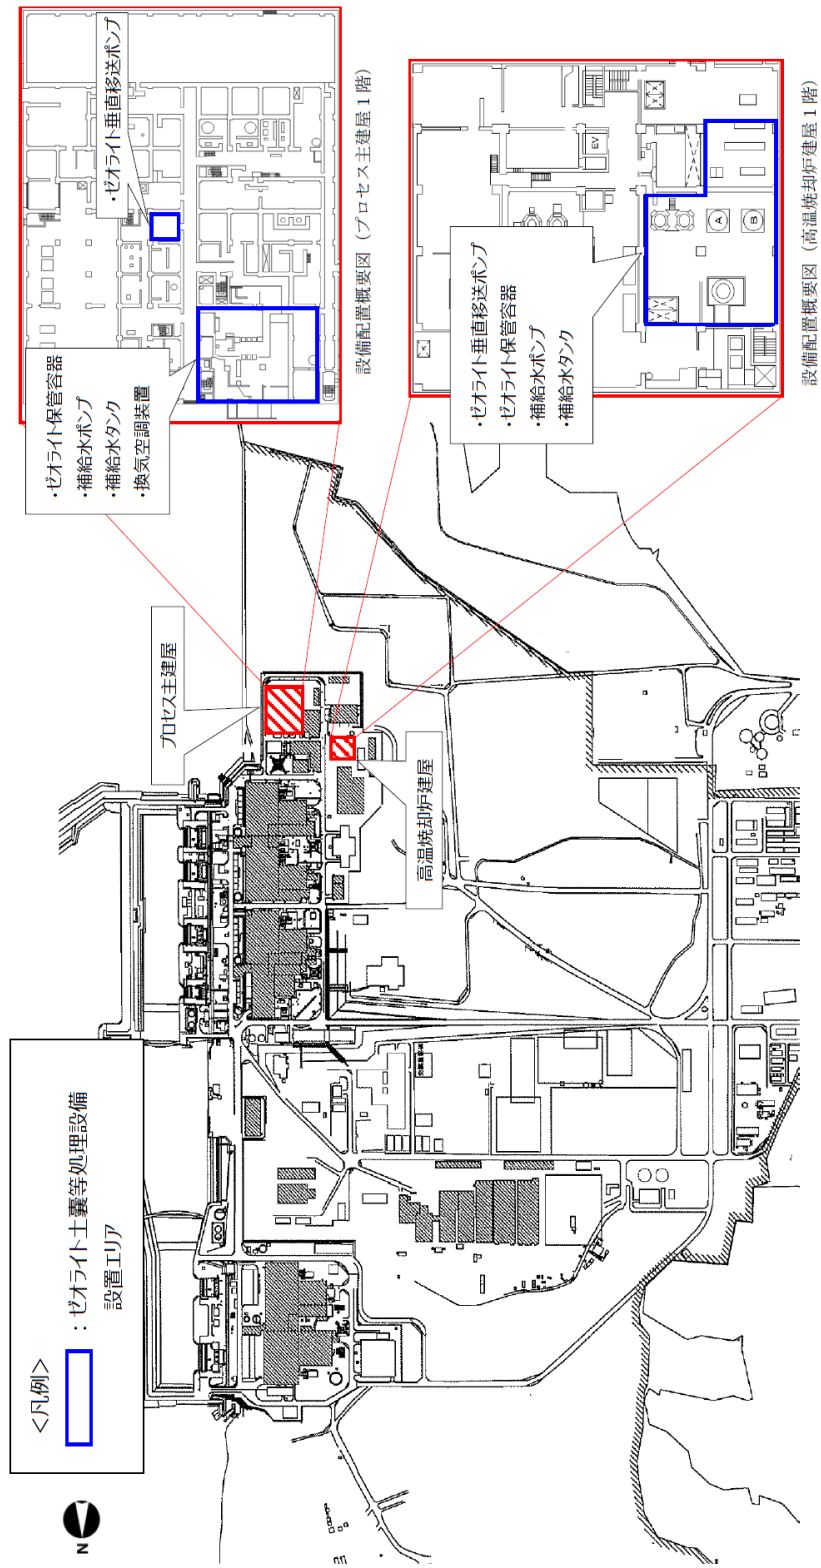 N
<凡例>
：ゼオライト土嚢等処理設備
設置エリア
プロセス主建屋
高温焼却炉建屋
・ゼオライト保管容器
・補給水ポンプ
・補給水タンク
・換気空調装置
・ゼオライト垂直移送ポンプ
設備配置概要図（プロセス主建屋１階）
・ゼオライト垂直移送ポンプ
・ゼオライト保管容器
・補給水ポンプ
・補給水タンク
EV
A
B
設備配置概要図（高温焼却炉建屋１階）